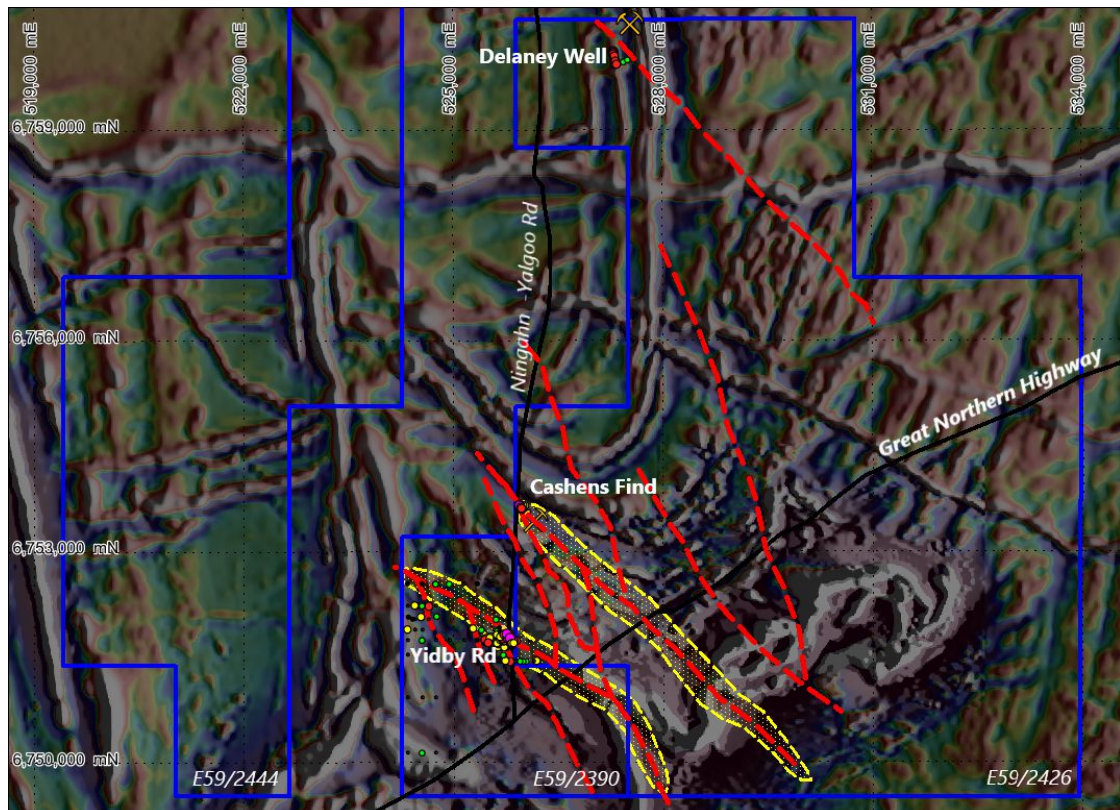 519,000 mE
522,000 mE
525,000 mE
528,000 mE
531,000 mE
534,000 mE
Delaney Well
6,759,000 mN
Ningahn -Yalgoo Rd
6,756,000 mN
Great Northern Highway
Cashens Find
6,753,000 mN
Yidby Rd
6,750,000 mN
E59/2444
E59/2390
E59/2426